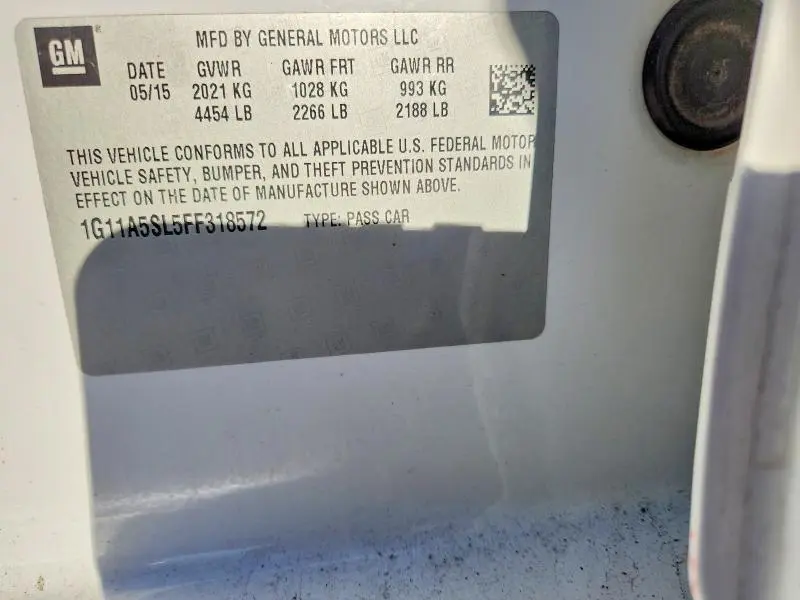 GM
MFD BY GENERAL MOTORS LLC
DATE GVWR GAWR FRT GAWR RR
05/15 2021 KG 1028 KG 993 KG
4454 LB 2266 LB 2188 LB
THIS VEHICLE CONFORMS TO ALL APPLICABLE U.S. FEDERAL MOTOR
VEHICLE SAFETY, BUMPER, AND THEFT PREVENTION STANDARDS IN
EFFECT ON THE DATE OF MANUFACTURE SHOWN ABOVE.
1G11A5SL5FF318572 TYPE: PASS CAR